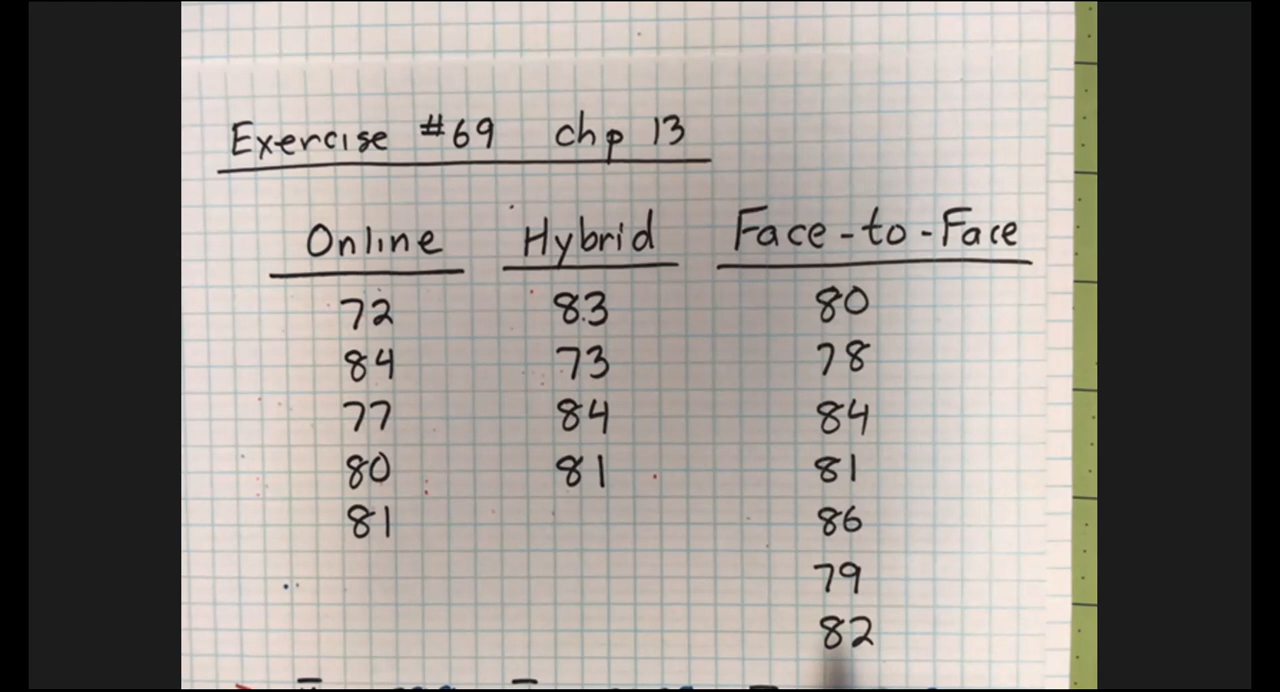 Exercise #69 chp 13
Online Hybrid Face-to-Face
72 83 80
84 73 78
77 84 84
80 81 81
81 86
79
82